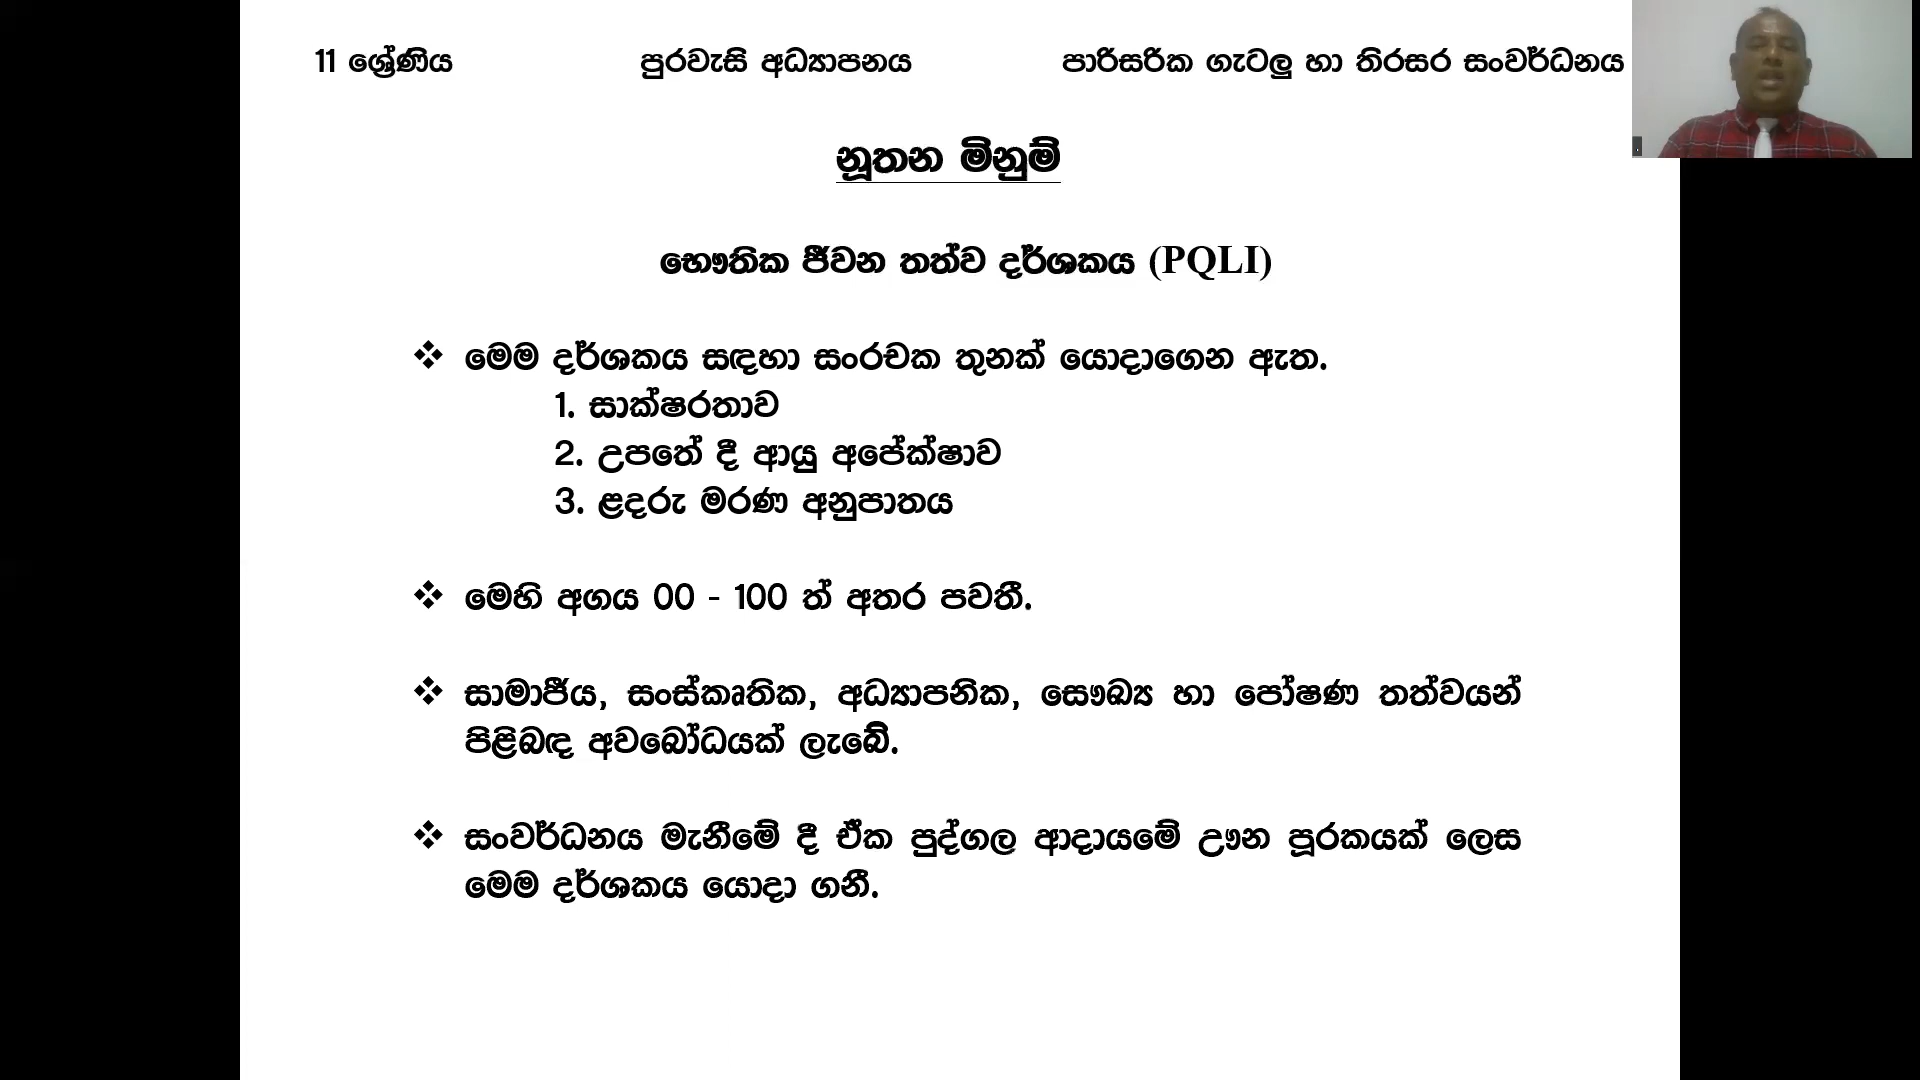 11 ශ්‍රේණිය පුරවැසි අධ්‍යාපනය පාරිසරික ගැටලු හා තිරසර සංවර්ධනය
නූතන මිනුම්
භෞතික ජීවන තත්ව දර්ශකය (PQLI)
❖ මෙම දර්ශකය සඳහා සංරචක තුනක් යොදාගෙන ඇත.
1. සාක්ෂරතාව
2. උපතේ දී ආයු අපේක්ෂාව
3. ළදරු මරණ අනුපාතය
❖ මෙහි අගය 00 - 100 ත් අතර පවතී.
❖ සාමාජීය, සංස්කෘතික, අධ්‍යාපනික, සෞඛ්‍ය හා පෝෂණ තත්වයන්
පිළිබඳ අවබෝධයක් ලැබේ.
❖ සංවර්ධනය මැනීමේ දී ඒක පුද්ගල ආදායමේ ඌන පූරකයක් ලෙස
මෙම දර්ශකය යොදා ගනී.